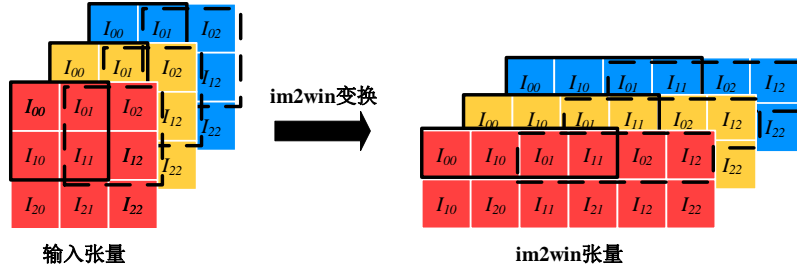 I00 I01 I02
I00 I01 I02 I12
I00 I01 I02 I12 I22
I10 I11 I12 I22
I20 I21 I22
输入张量
im2win变换
I00 I10 I01 I11 I02 I12
I00 I10 I01 I11 I02 I12 I22
I00 I10 I01 I11 I02 I12 I22
I10 I20 I11 I21 I12 I22
im2win张量